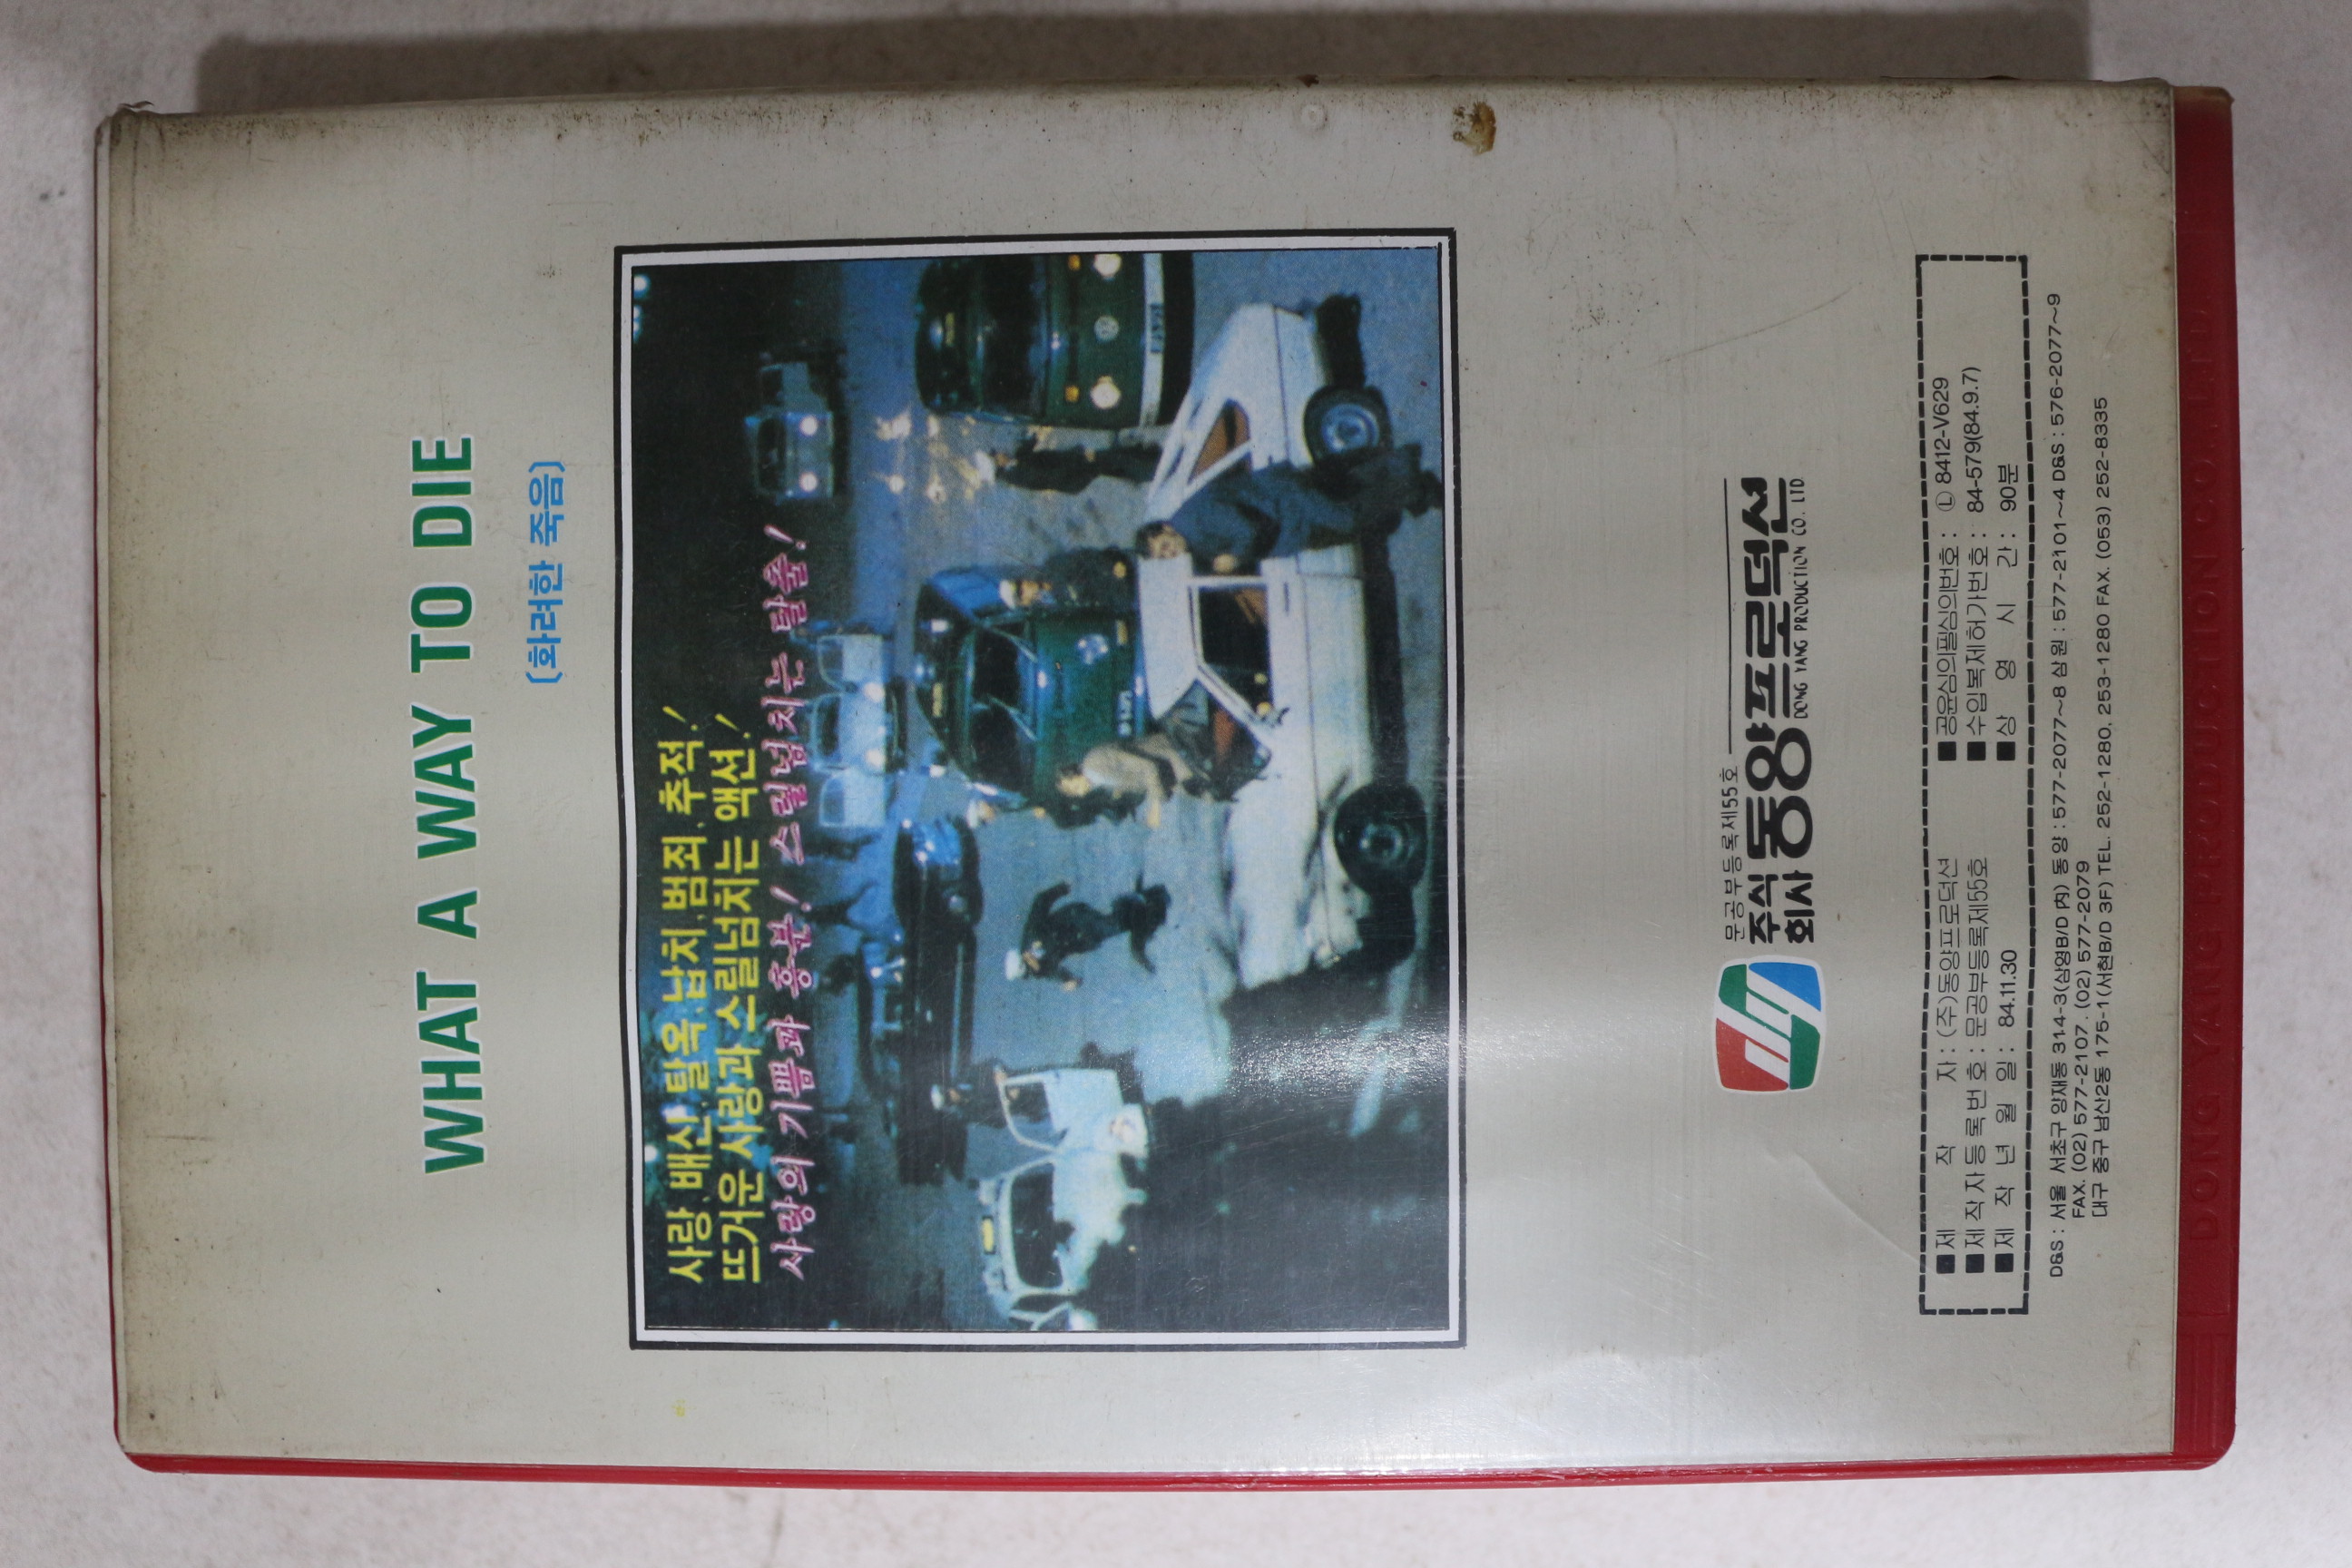 WHAT A WAY TO DIE
(화려한 죽음)
사랑, 배신, 탈옥, 납치, 범죄, 추적!
뜨거운 사랑과 스릴넘치는 액션!
사랑의 기쁨과 흥분! 스릴넘치는 탈출!
문공부등록제55호
주식회사 동양프로덕션
DONG YANG PRODUCTION CO. LTD
■제 작 자 : (주)동양프로덕션
■제작자등록번호 : 문공부등록제55호
■제 작 년 월 일 : 84.11.30
■공윤심의필심의번호 : Ⓛ 8412-V629
■수입복제허가번호 : 84-579(84.9.7)
■상 영 시 간 : 90분
D&S : 서울 서초구 양재동 314-3(삼영B/D 內) 동양 : 577-2077~8 삼원 : 577-2101~4 D&S : 576-2077~9
FAX. (02) 577-2107. (02) 577-2079
대구 중구 남산2동 175-1(서현B/D 3F) TEL. 252-1280, 253-1280 FAX. (053) 252-8335
DONG YANG PRODUCTION CO., LTD